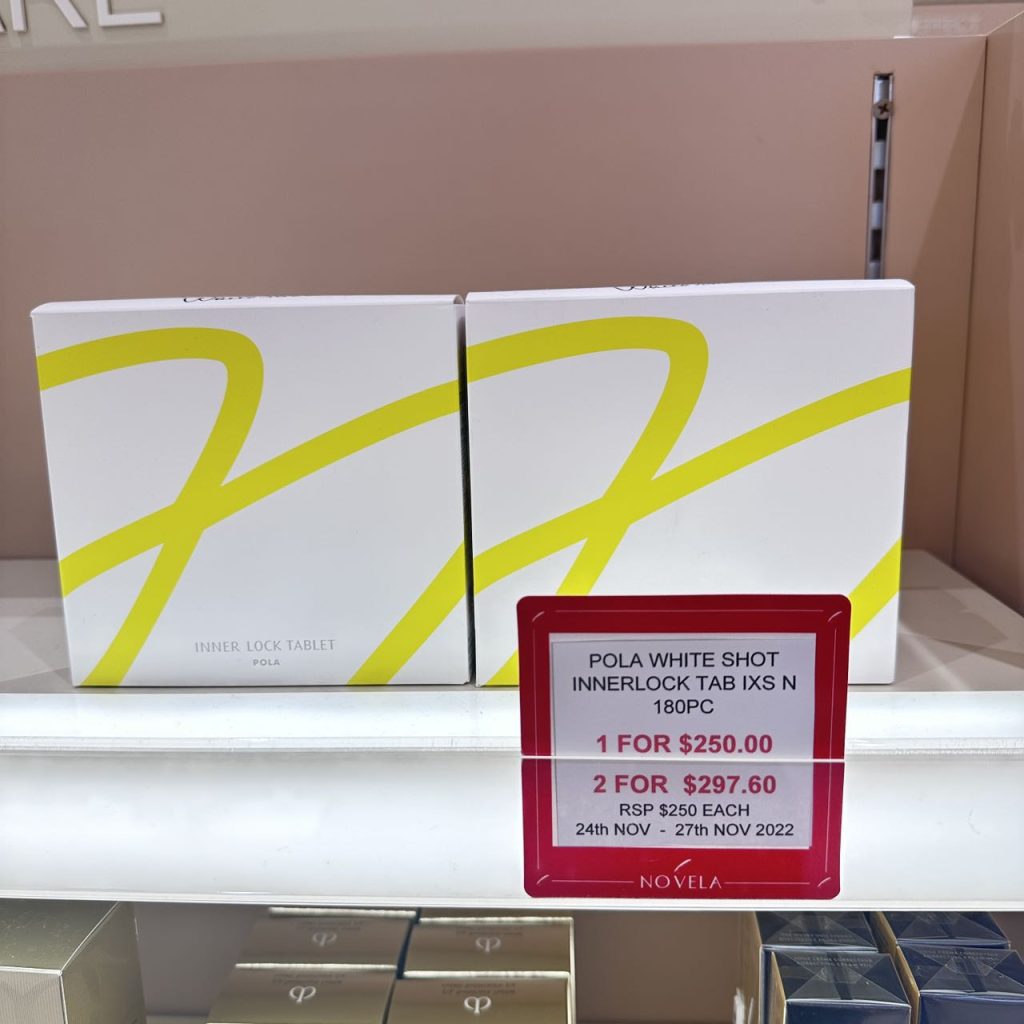 INNER LOCK TABLET
POLA
POLA WHITE SHOT
INNERLOCK TAB IXS N
180PC
1 FOR $250.00
2 FOR $297.60
RSP $250 EACH
24th NOV - 27th NOV 2022
NOVELA